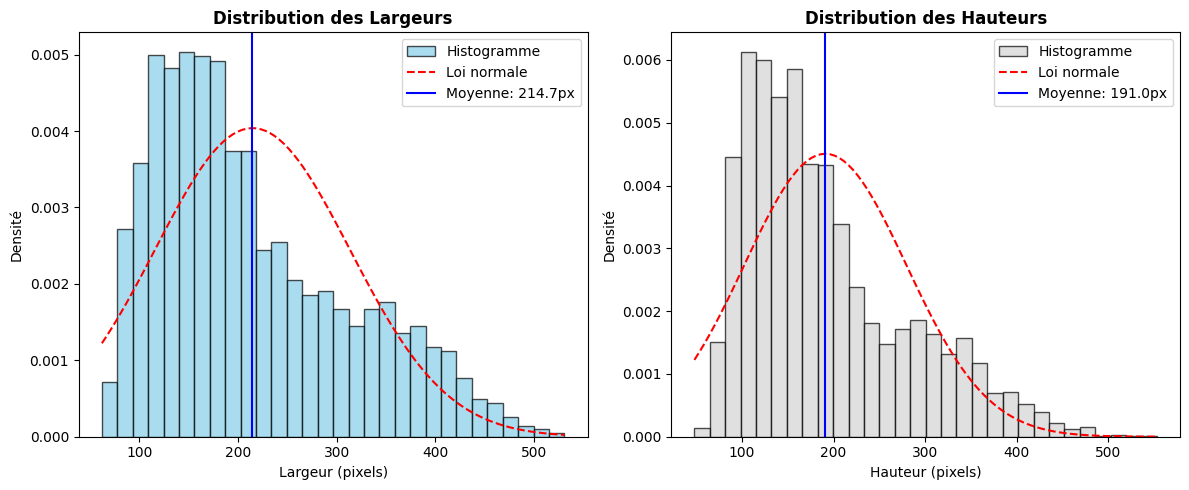 Distribution des Largeurs
Histogramme
Loi normale
Moyenne: 214.7px
0.005
0.004
0.003
0.002
0.001
0.000
Densité
100 200 300 400 500
Largeur (pixels)
Distribution des Hauteurs
Histogramme
Loi normale
Moyenne: 191.0px
0.006
0.005
0.004
0.003
0.002
0.001
0.000
Densité
100 200 300 400 500
Hauteur (pixels)